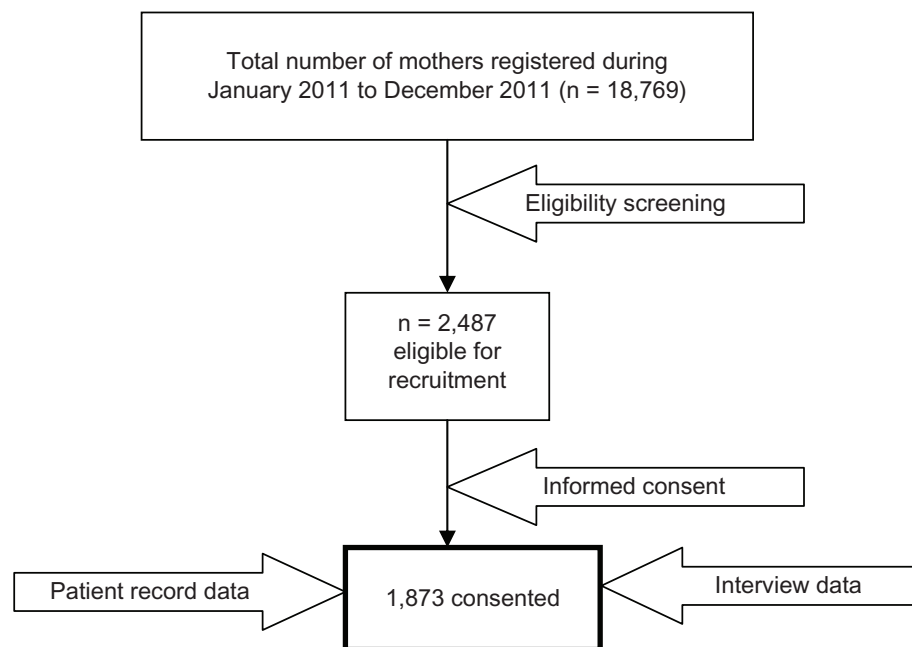 Total number of mothers registered during
January 2011 to December 2011 (n = 18,769)
Eligibility screening
n = 2,487
eligible for
recruitment
Informed consent
Patient record data
1,873 consented
Interview data